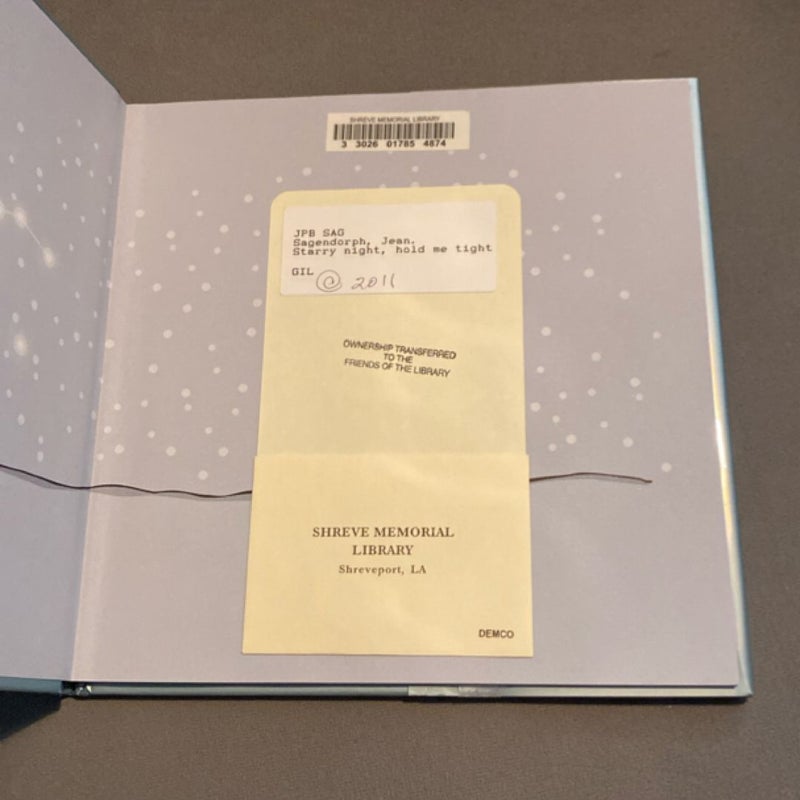 SHREVE MEMORIAL LIBRARY
3 3026 01785 4874
JPB SAG
Sagendorph, Jean.
Starry night, hold me tight
GIL © 2011
OWNERSHIP TRANSFERRED
TO THE
FRIENDS OF THE LIBRARY
SHREVE MEMORIAL
LIBRARY
Shreveport, LA
DEMCO